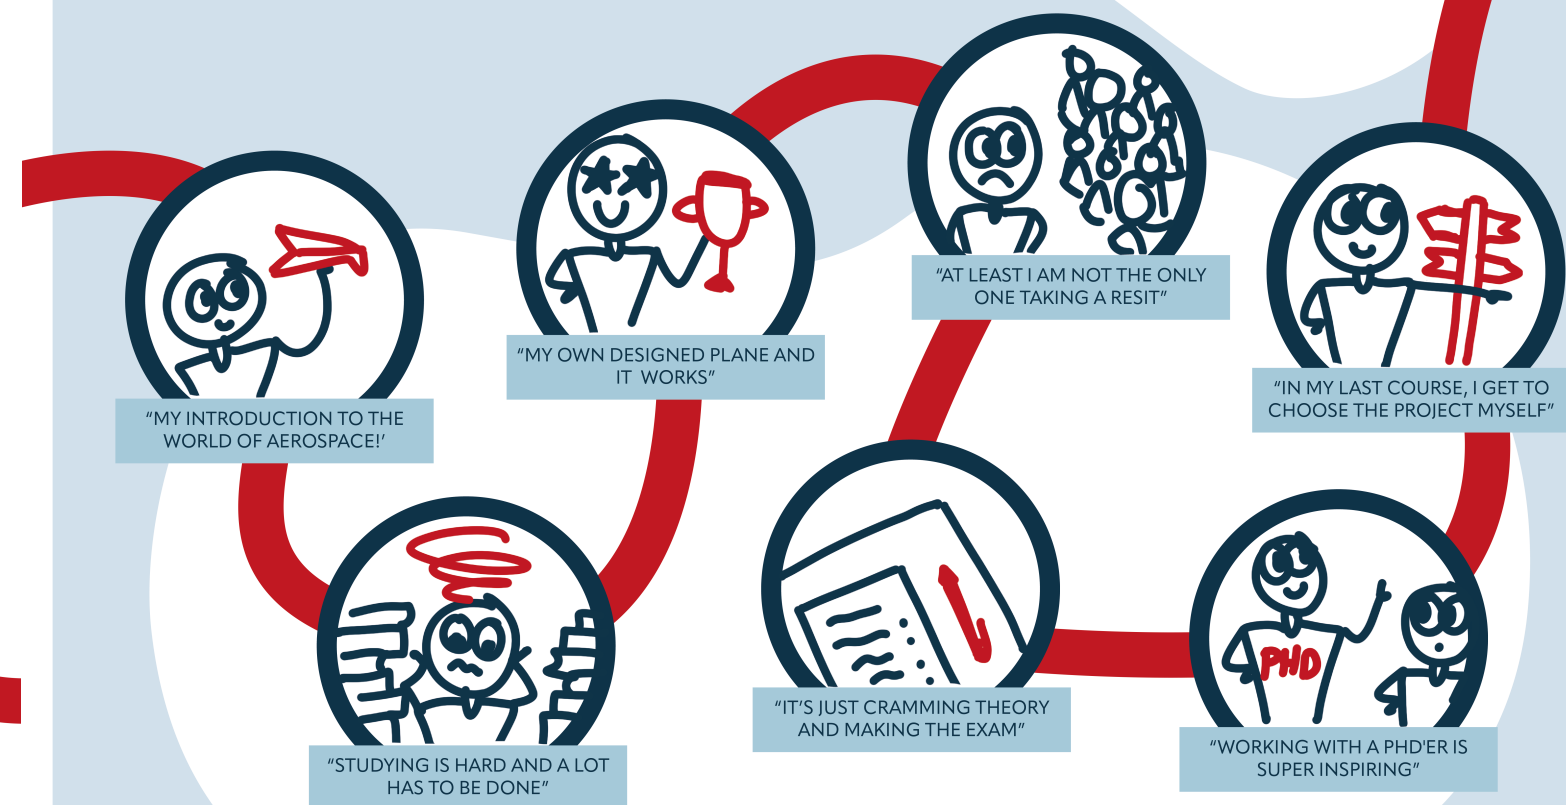 “MY INTRODUCTION TO THE
WORLD OF AEROSPACE!’
“STUDYING IS HARD AND A LOT
HAS TO BE DONE”
“MY OWN DESIGNED PLANE AND
IT  WORKS”
“AT LEAST I AM NOT THE ONLY
ONE TAKING A RESIT”
“IT’S JUST CRAMMING THEORY
AND MAKING THE EXAM”
PHD
“WORKING WITH A PHD'ER IS
SUPER INSPIRING”
“IN MY LAST COURSE, I GET TO
CHOOSE THE PROJECT MYSELF”